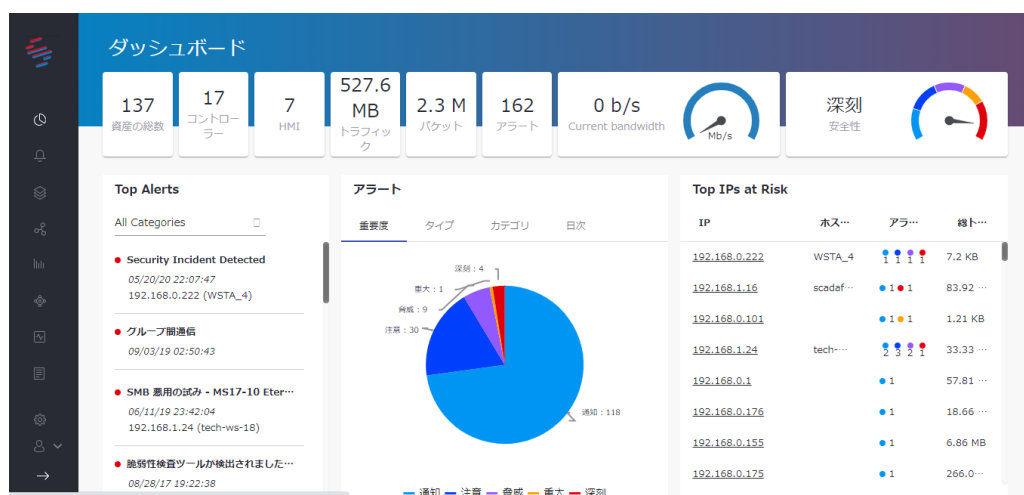 ダッシュボード
137
資産の総数
17
コントロー
ラー
7
HMI
527.6
MB
トラフィッ
ク
2.3 M
パケット
162
アラート
0 b/s
Current bandwidth
Mb/s
深刻
安全性
Top Alerts
All Categories
Security Incident Detected
05/20/20 22:07:47
192.168.0.222 (WSTA_4)
グループ間通信
09/03/19 02:50:43
SMB 悪用の試み - MS17-10 Eter…
06/11/19 23:42:04
192.168.1.24 (tech-ws-18)
脆弱性検査ツールが検出されました…
08/28/17 19:22:38
アラート
重要度 タイプ カテゴリ 日次
深刻 : 4
重大 : 1
脅威 : 9
注意 : 30
通知 : 118
通知 注意 脅威 重大 深刻
Top IPs at Risk
IP ホス… アラ… 総ト…
192.168.0.222 WSTA_4 1 1 1 1 7.2 KB
192.168.1.16 scadaf… 1 1 83.92 …
192.168.0.101 1 1 1.21 KB
192.168.1.24 tech-… 2 3 2 1 33.33 …
192.168.0.1 1 57.81 …
192.168.0.176 1 18.66 …
192.168.0.155 1 6.86 MB
192.168.0.175 1 266.0…